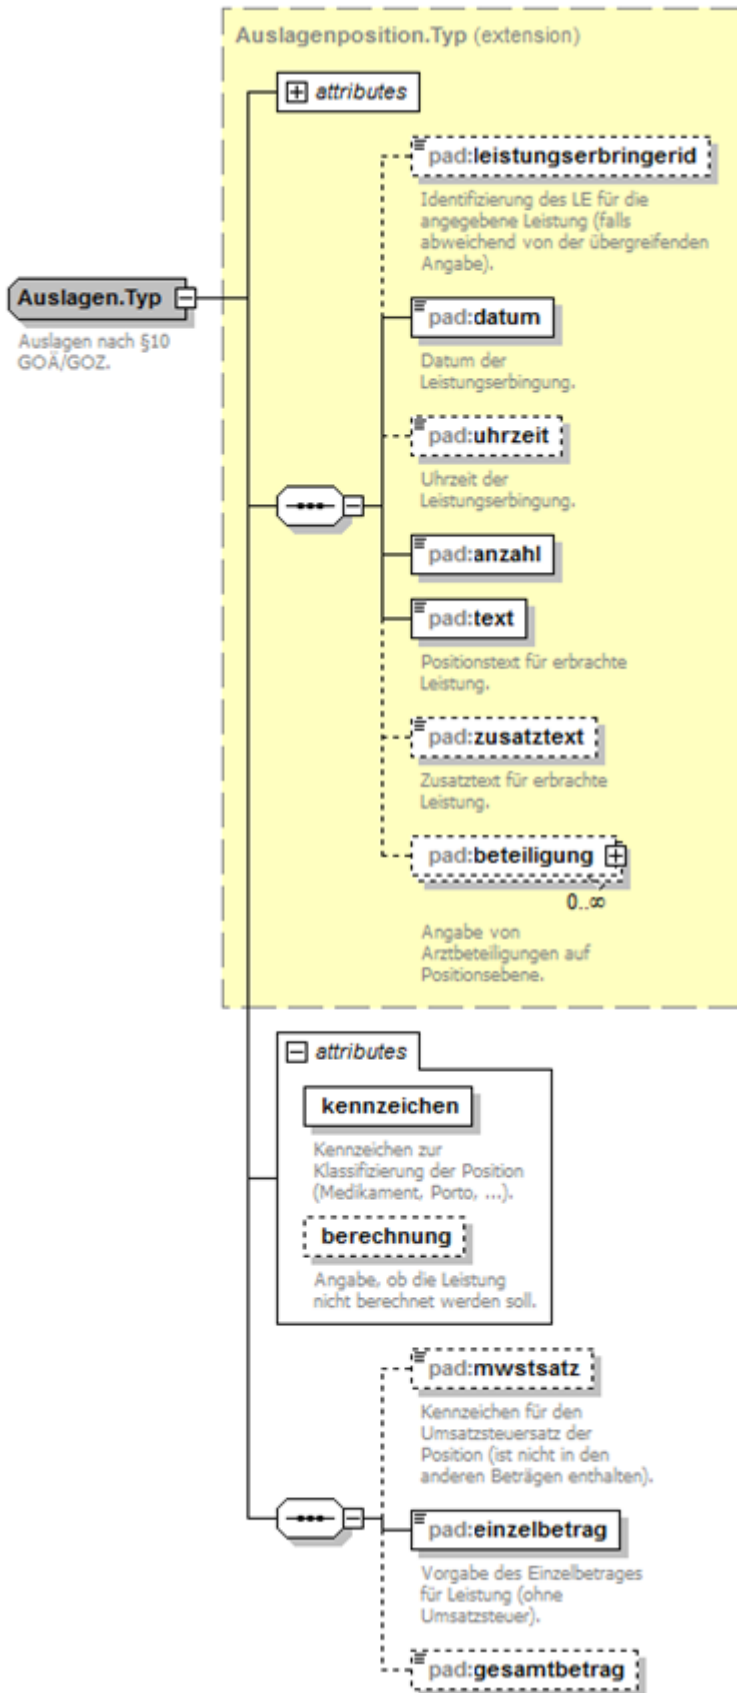 Auslagenposition.Typ (extension)
attributes
pad:leistungserbringerid
Identifizierung des LE für die
angegebene Leistung (falls
abweichend von der übergreifenden
Angabe).
Auslagen.Typ
Auslagen nach §10
GOÄ/GOZ.
pad:datum
Datum der
Leistungserbingung.
pad:uhrzeit
Uhrzeit der
Leistungserbingung.
pad:anzahl
pad:text
Positionstext für erbrachte
Leistung.
pad:zusatztext
Zusatztext für erbrachte
Leistung.
pad:beteiligung
0..∞
Angabe von
Arztbeteiligungen auf
Positionsebene.
attributes
kennzeichen
Kennzeichen zur
Klassifizierung der Position
(Medikament, Porto, ...).
berechnung
Angabe, ob die Leistung
nicht berechnet werden soll.
pad:mwstsatz
Kennzeichen für den
Umsatzsteuersatz der
Position (ist nicht in den
anderen Beträgen enthalten).
pad:einzelbetrag
Vorgabe des Einzelbetrages
für Leistung (ohne
Umsatzsteuer).
pad:gesamtbetrag